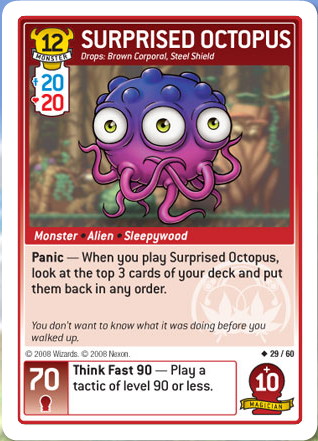 12
MONSTER
SURPRISED OCTOPUS
Drops: Brown Corporal, Steel Shield
20
20
Monster • Alien • Sleepywood
Panic — When you play Surprised Octopus,
look at the top 3 cards of your deck and put
them back in any order.
You don't want to know what it was doing before you
walked up.
© 2008 Wizards. © 2008 Nexon.
◆ 29 / 60
70
Think Fast 90 — Play a
tactic of level 90 or less.
+
10
MAGICIAN